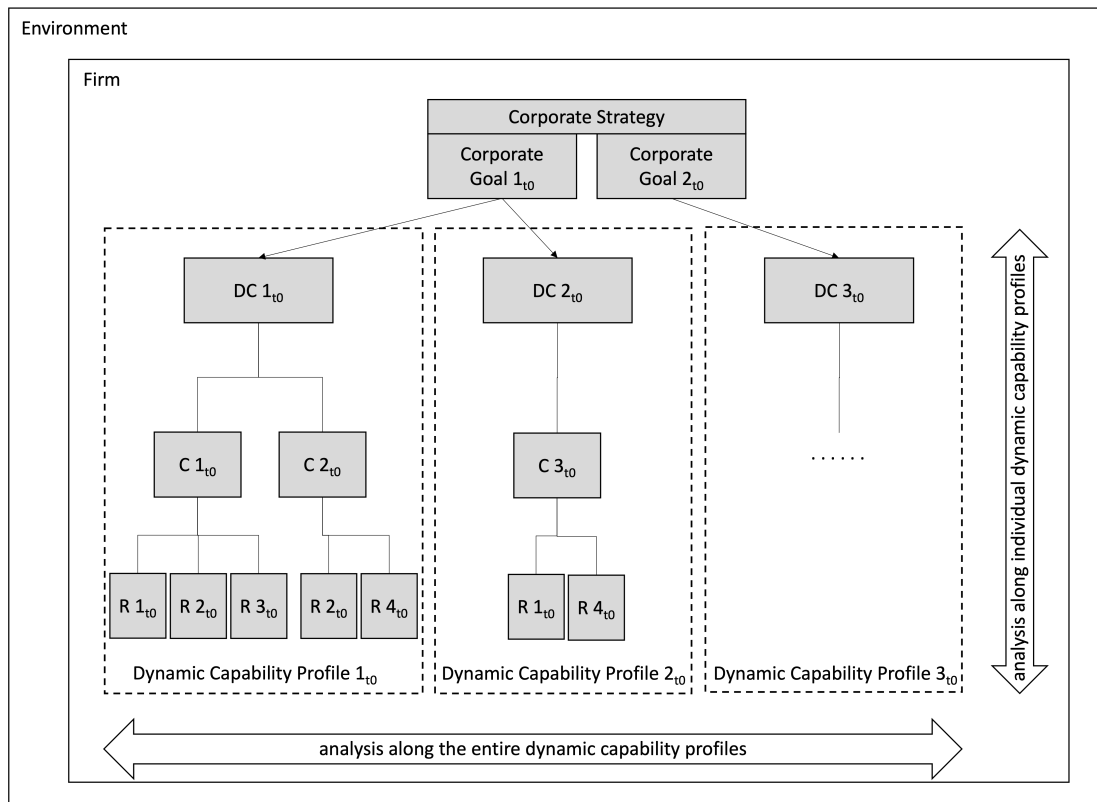 Environment
Firm
Corporate Strategy
Corporate
Goal 1t0
Corporate
Goal 2t0
DC 1t0
DC 2t0
DC 3t0
C 1t0
C 2t0
C 3t0
. . . . . .
R 1t0
R 2t0
R 3t0
R 2t0
R 4t0
R 1t0
R 4t0
Dynamic Capability Profile 1t0
Dynamic Capability Profile 2t0
Dynamic Capability Profile 3t0
analysis along individual dynamic capability profiles
analysis along the entire dynamic capability profiles